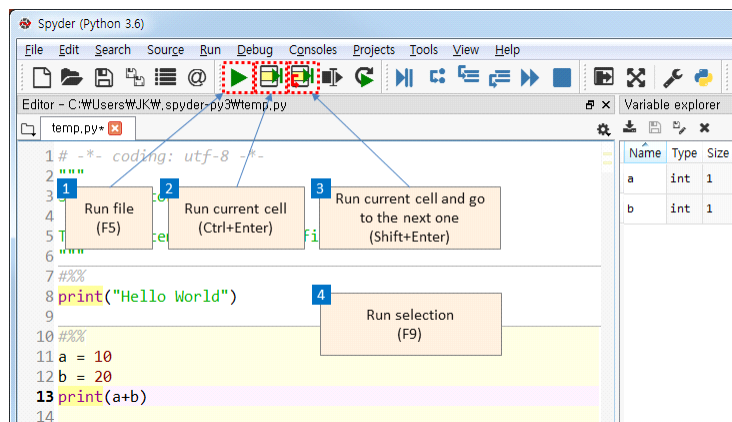 Spyder (Python 3.6)
File Edit Search Source Run Debug Consoles Projects Tools View Help
Editor - C:₩Users₩JK₩.spyder-py3₩temp.py
Variable explorer
temp.py*
Name Type Size
a int 1
b int 1
1 # -*- coding: utf-8 -*-
2 """
3
4
5
6 """
7 #%%
8 print("Hello World")
9
10 #%%
11 a = 10
12 b = 20
13 print(a+b)
14
1
Run file
(F5)
2
Run current cell
(Ctrl+Enter)
3
Run current cell and go
to the next one
(Shift+Enter)
4
Run selection
(F9)